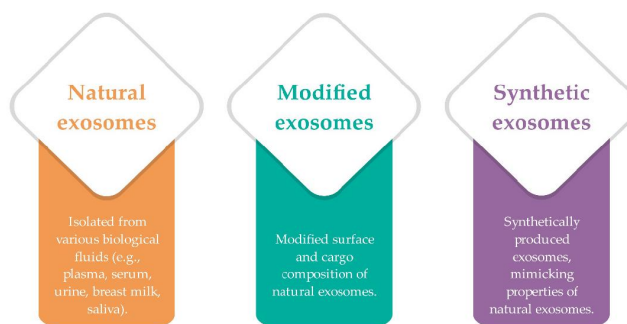 Natural
exosomes
Isolated from
various biological
fluids (e.g.,
plasma, serum,
urine, breast milk,
saliva).
Modified
exosomes
Modified surface
and cargo
composition of
natural exosomes.
Synthetic
exosomes
Synthetically
produced
exosomes,
mimicking
properties of
natural exosomes.